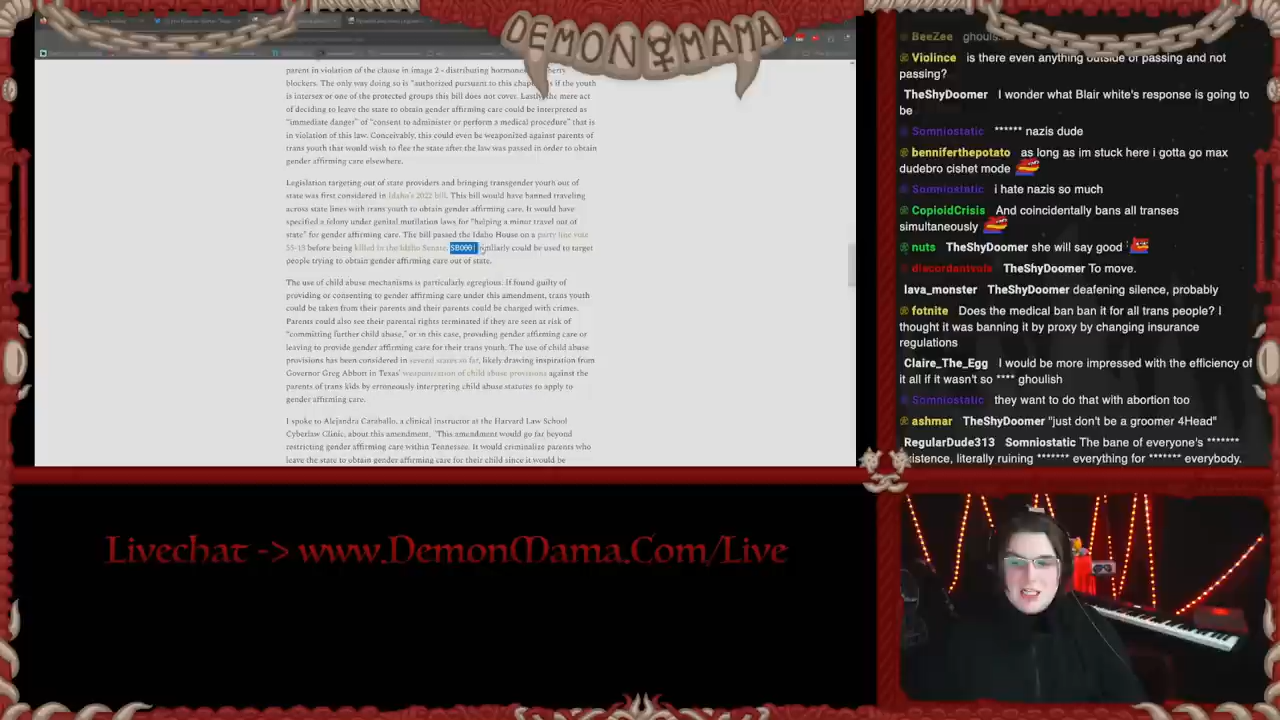 DEMON MAMA
parent in violation of the clause in image 2 - distributing hormones
blockers. The only way doing so is "authorized pursuant to this chap if the youth
is intersex or one of the protected groups this bill does not cover. Lastly, the mere act
of deciding to leave the state to obtain gender affirming care could be interpreted as
"immediate danger" of "consent to administer or perform a medical procedure" that is
in violation of this law. Conceivably, this could even be weaponized against parents of
trans youth that would wish to flee the state after the law was passed in order to obtain
gender affirming care elsewhere.
Legislation targeting out of state providers and bringing transgender youth out of
state was first considered in Idaho's 2022 bill. This bill would have banned traveling
across state lines with trans youth to obtain gender affirming care. It would have
specified a felony under genital mutilation laws for "helping a minor travel out of
state" for gender affirming care. The bill passed the Idaho House on a party line vote
55-13 before being killed in the Idaho Senate. SB0001 similarly could be used to target
people trying to obtain gender affirming care out of state.
The use of child abuse mechanisms is particularly egregious. If found guilty of
providing or consenting to gender affirming care under this amendment, trans youth
could be taken from their parents and their parents could be charged with crimes.
Parents could also see their parental rights terminated if they are seen at risk of
"committing further child abuse," or in this case, providing gender affirming care or
leaving to provide gender affirming care for their trans youth. The use of child abuse
provisions has been considered in several states so far, likely drawing inspiration from
Governor Greg Abbott in Texas' weaponization of child abuse provisions against the
parents of trans kids by erroneously interpreting child abuse statutes to apply to
gender affirming care.
I spoke to Alejandra Caraballo, a clinical instructor at the Harvard Law School
Cyberlaw Clinic, about this amendment, "This amendment would go far beyond
restricting gender affirming care within Tennessee. It would criminalize parents who
leave the state to obtain gender affirming care for their child since it would be
BeeZee ghouls
Violince is there even anything outside of passing and not
passing?
TheShyDoomer I wonder what Blair white's response is going to
be
Somniostatic ****** nazis dude
benniferthepotato as long as im stuck here i gotta go max
dudebro cishet mode
Somniostatic i hate nazis so much
CopioidCrisis And coincidentally bans all transes
simultaneously
nuts TheShyDoomer she will say good
discordantvule TheShyDoomer To move.
lava_monster TheShyDoomer deafening silence, probably
fotnite Does the medical ban ban it for all trans people? I
thought it was banning it by proxy by changing insurance
regulations
Claire_The_Egg I would be more impressed with the efficiency of
it all if it wasn't so **** ghoulish
Somniostatic they want to do that with abortion too
ashmar TheShyDoomer "just don't be a groomer 4Head"
RegularDude313 Somniostatic The bane of everyone's *******
existence, literally ruining ******* everything for ******* everybody.
Livechat -> www.DemonMama.Com/Live